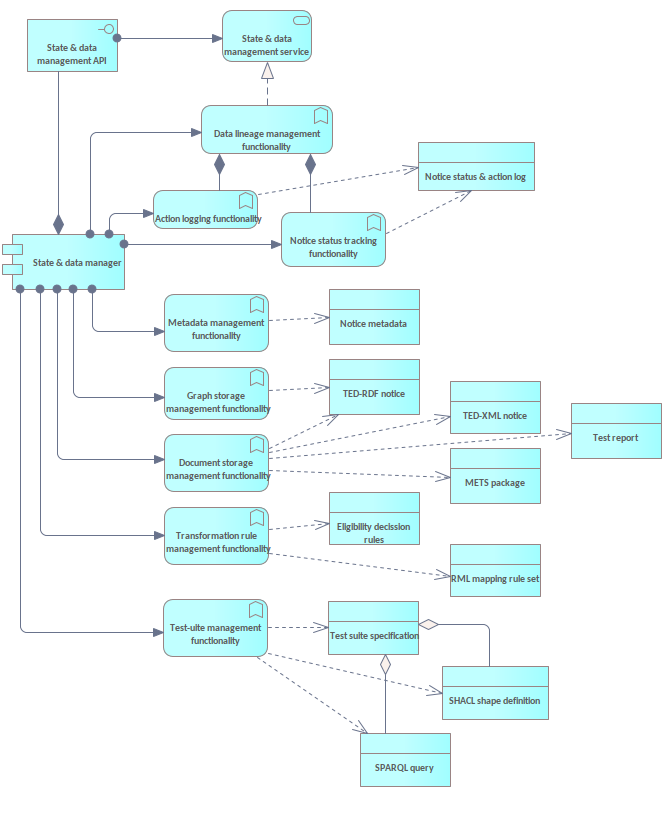 State & data
management API
State & data
management service
Data lineage management
functionality
Notice status & action log
Action logging functionality
Notice status tracking
functionality
State & data manager
Metadata management
functionality
Notice metadata
Graph storage
management functionality
TED-RDF notice
TED-XML notice
Test report
Document storage
management functionality
METS package
Transformation rule
management functionality
Eligibility decission
rules
RML mapping rule set
Test-uite management
functionality
Test suite specification
SHACL shape definition
SPARQL query